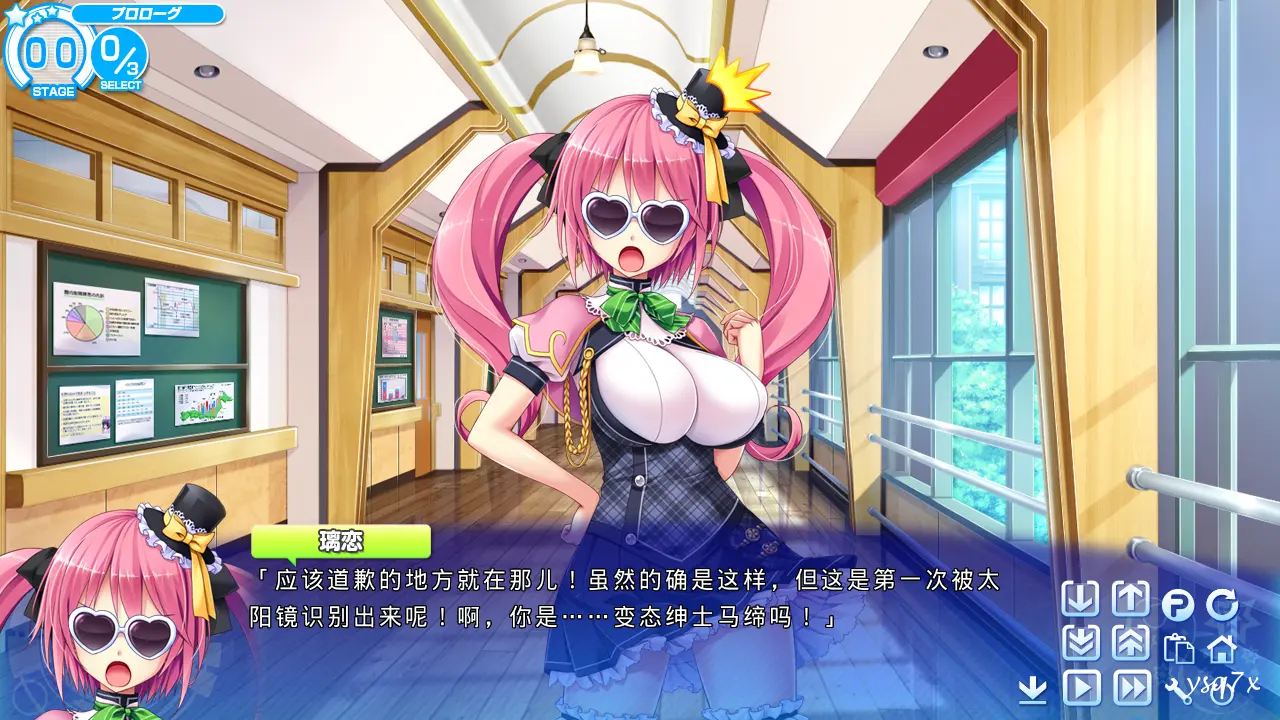 プロローグ
00
STAGE
0/3
SELECT
璃恋
「应该道歉的地方就在那儿！虽然的确是这样，但这是第一次被太
阳镜识别出来呢！啊，你是……变态绅士马缔吗！」